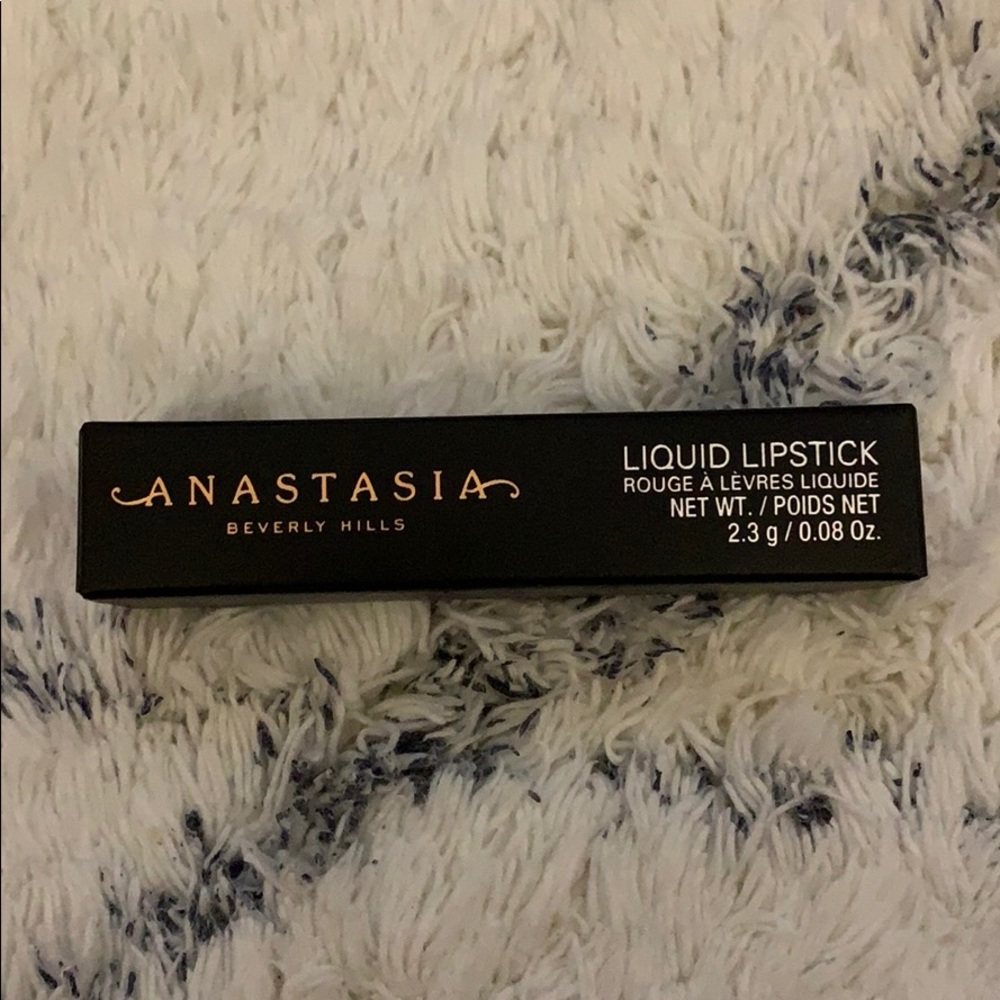 ANASTASIA
BEVERLY HILLS
LIQUID LIPSTICK
ROUGE À LÈVRES LIQUIDE
NET WT. / POIDS NET
2.3 g / 0.08 Oz.